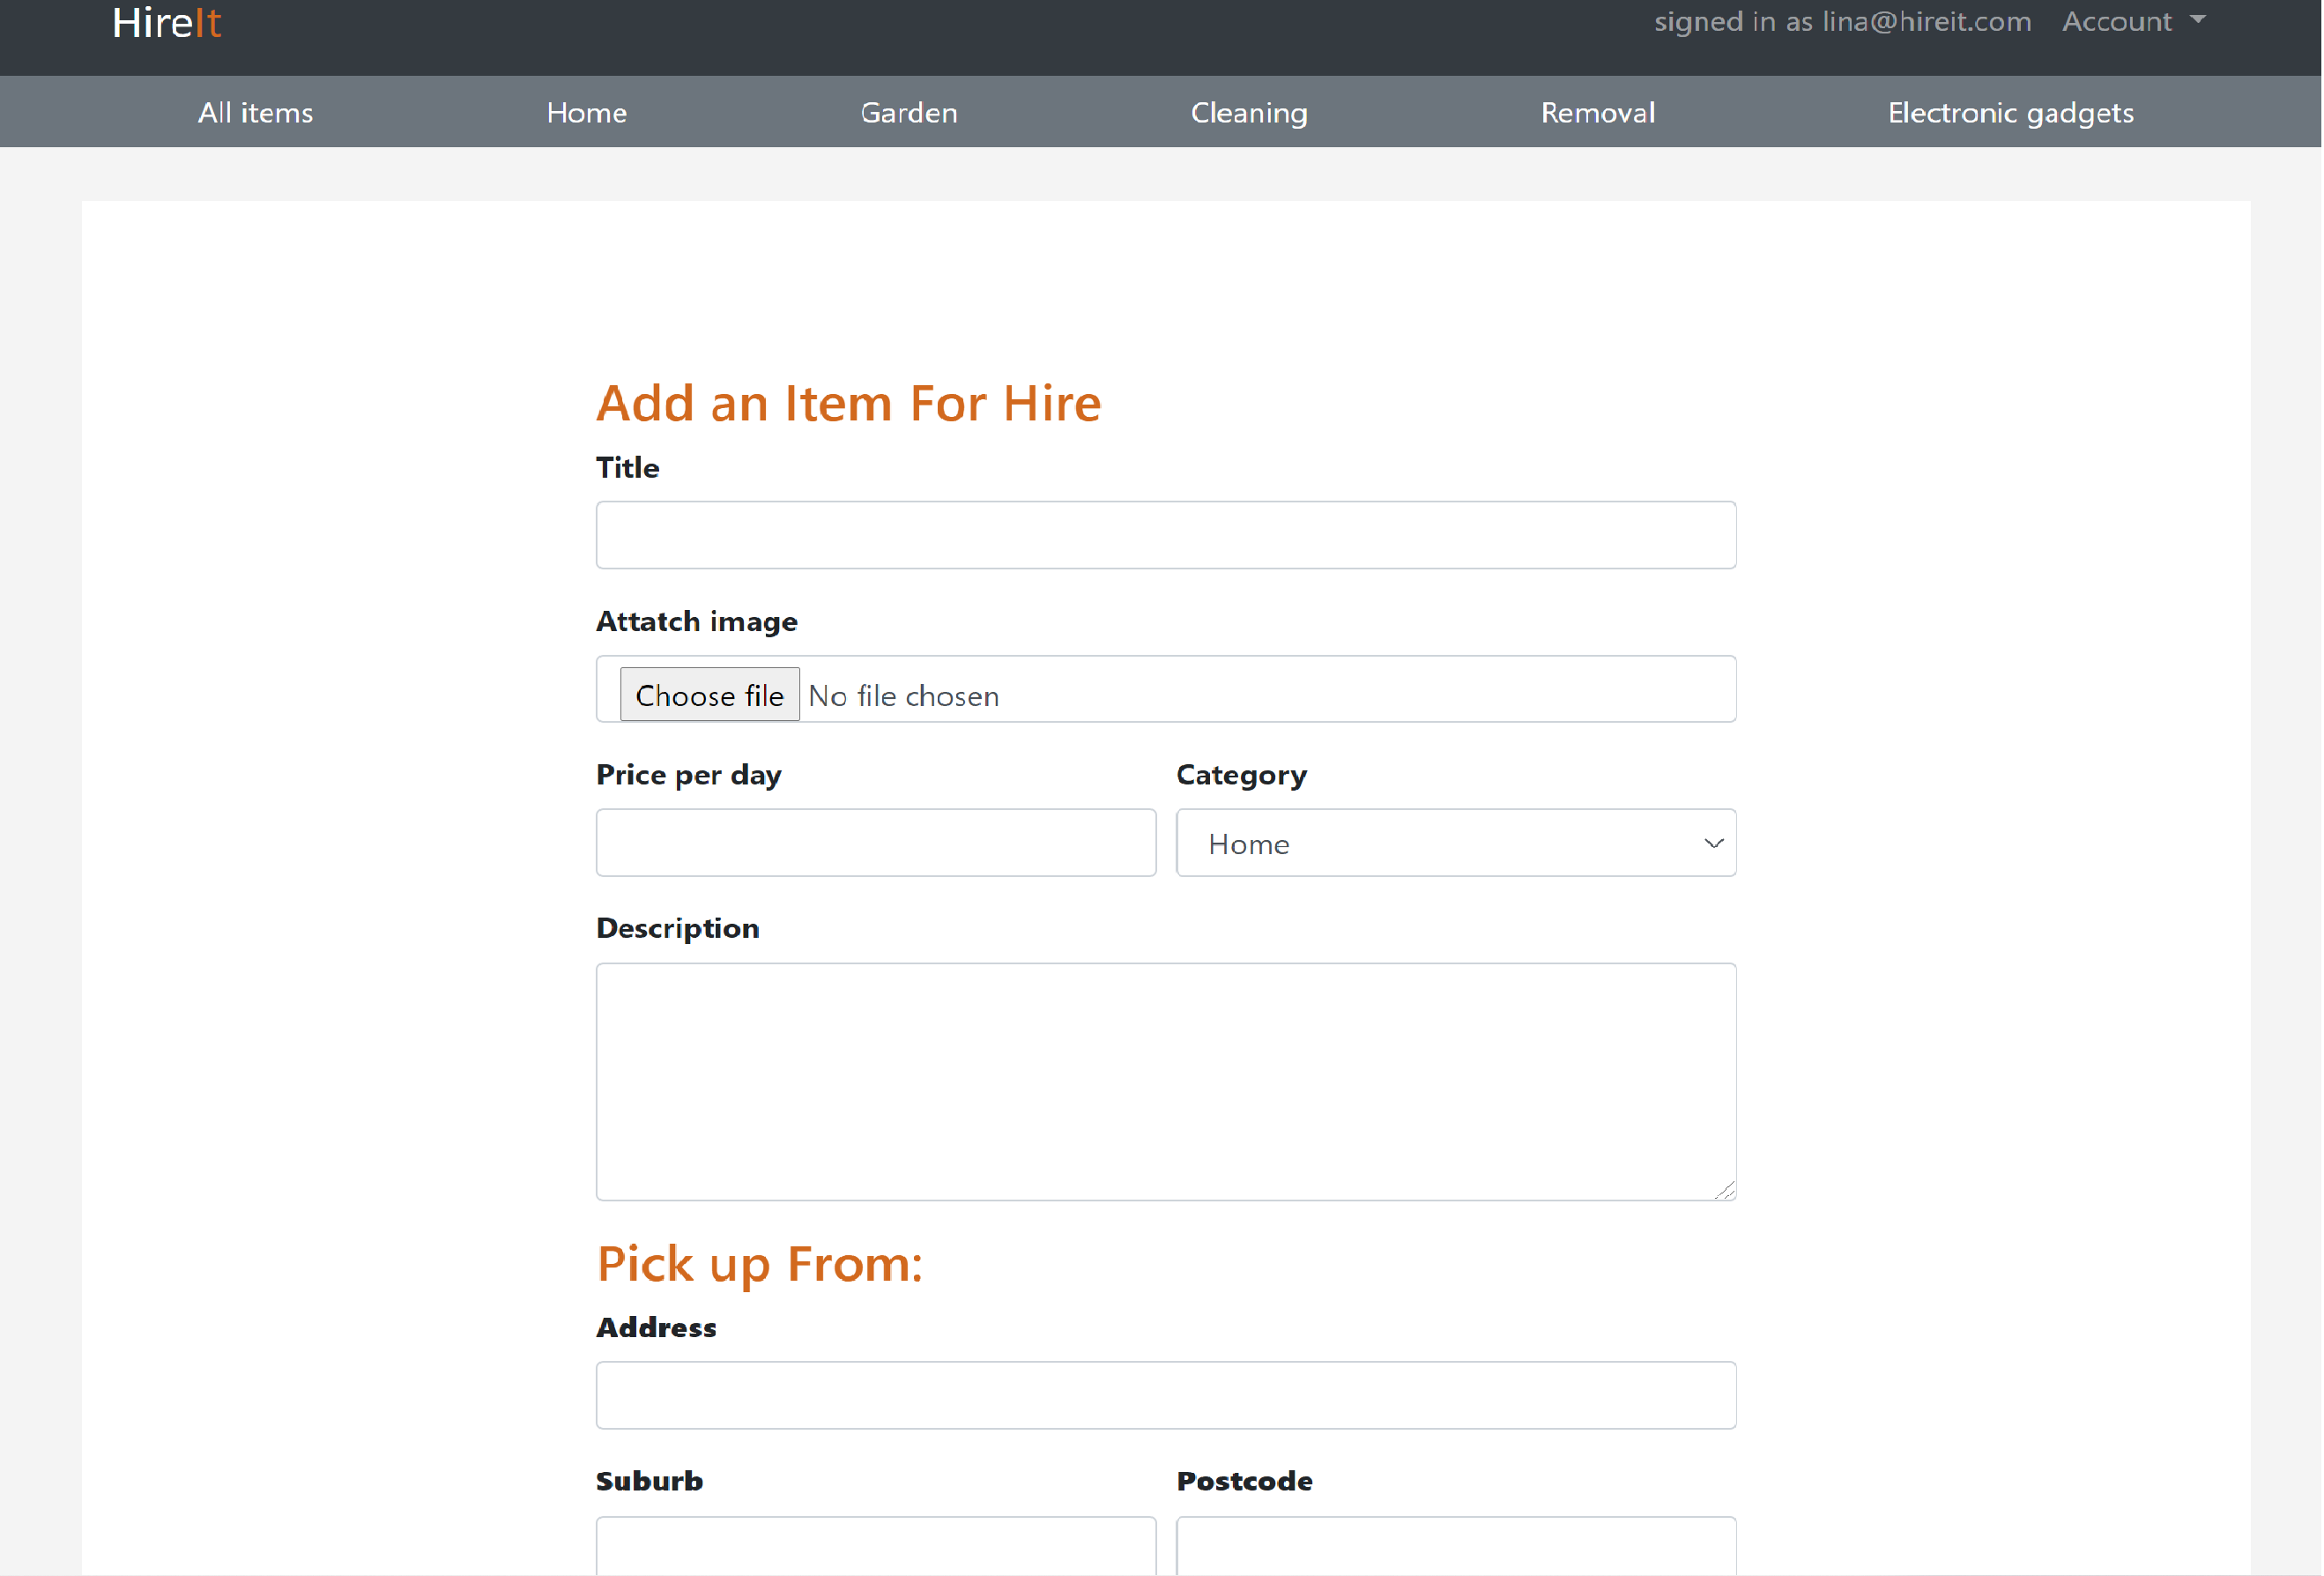 HireIt signed in as lina@hireit.com Account
All items Home Garden Cleaning Removal Electronic gadgets
Add an Item For Hire
Title
Attatch image
Choose file No file chosen
Price per day Category
Home
Description
Pick up From:
Address
Suburb Postcode